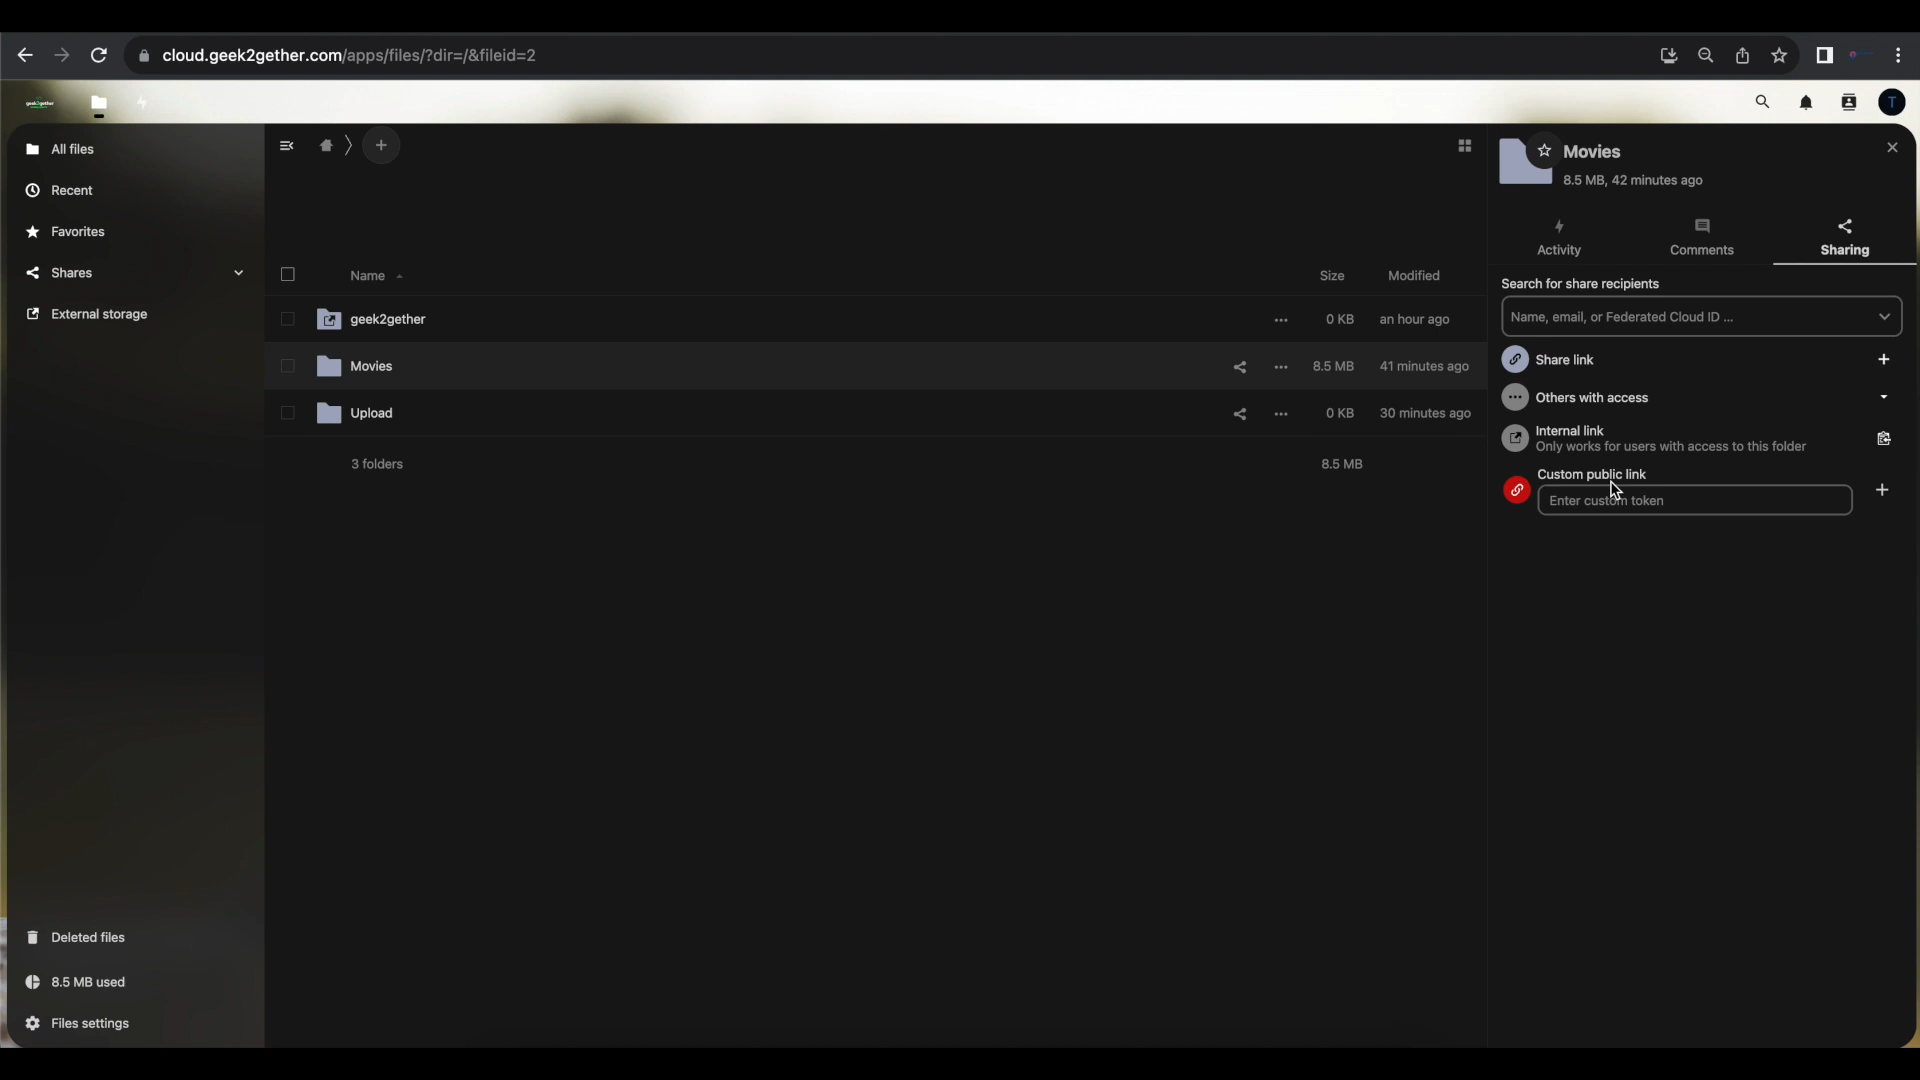 cloud.geek2gether.com/apps/files/?dir=/&fileid=2
geek2gether
T
All files
Recent
Favorites
Shares
External storage
Name
Size
Modified
geek2gether
0 KB
an hour ago
Movies
8.5 MB
41 minutes ago
Upload
0 KB
30 minutes ago
3 folders
8.5 MB
Deleted files
8.5 MB used
Files settings
Movies
8.5 MB, 42 minutes ago
Activity
Comments
Sharing
Search for share recipients
Name, email, or Federated Cloud ID ...
Share link
Others with access
Internal link
Only works for users with access to this folder
Custom public link
Enter custom token